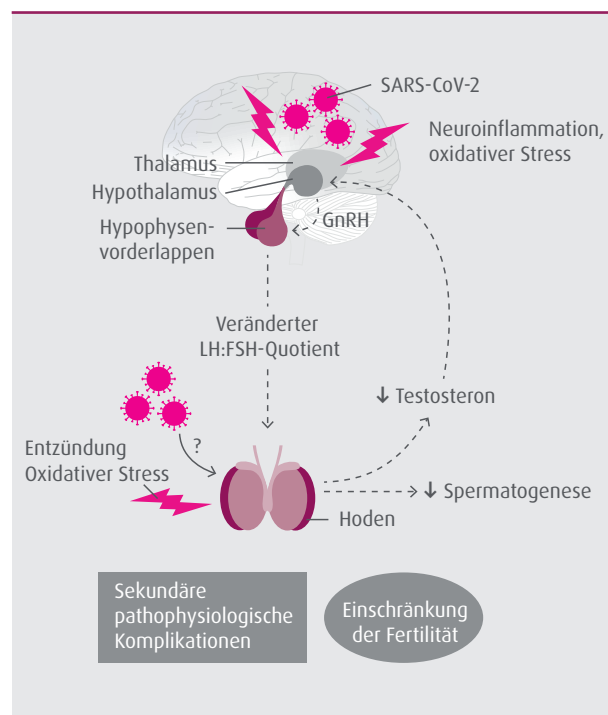 SARS-CoV-2
Neuroinflammation,
oxidativer Stress
Thalamus
Hypothalamus
GnRH
Hypophysen-
vorderlappen
Veränderter
LH:FSH-Quotient
↓ Testosteron
?
Entzündung
Oxidativer Stress
↓ Spermatogenese
Hoden
Sekundäre
pathophysiologische
Komplikationen
Einschränkung
der Fertilität